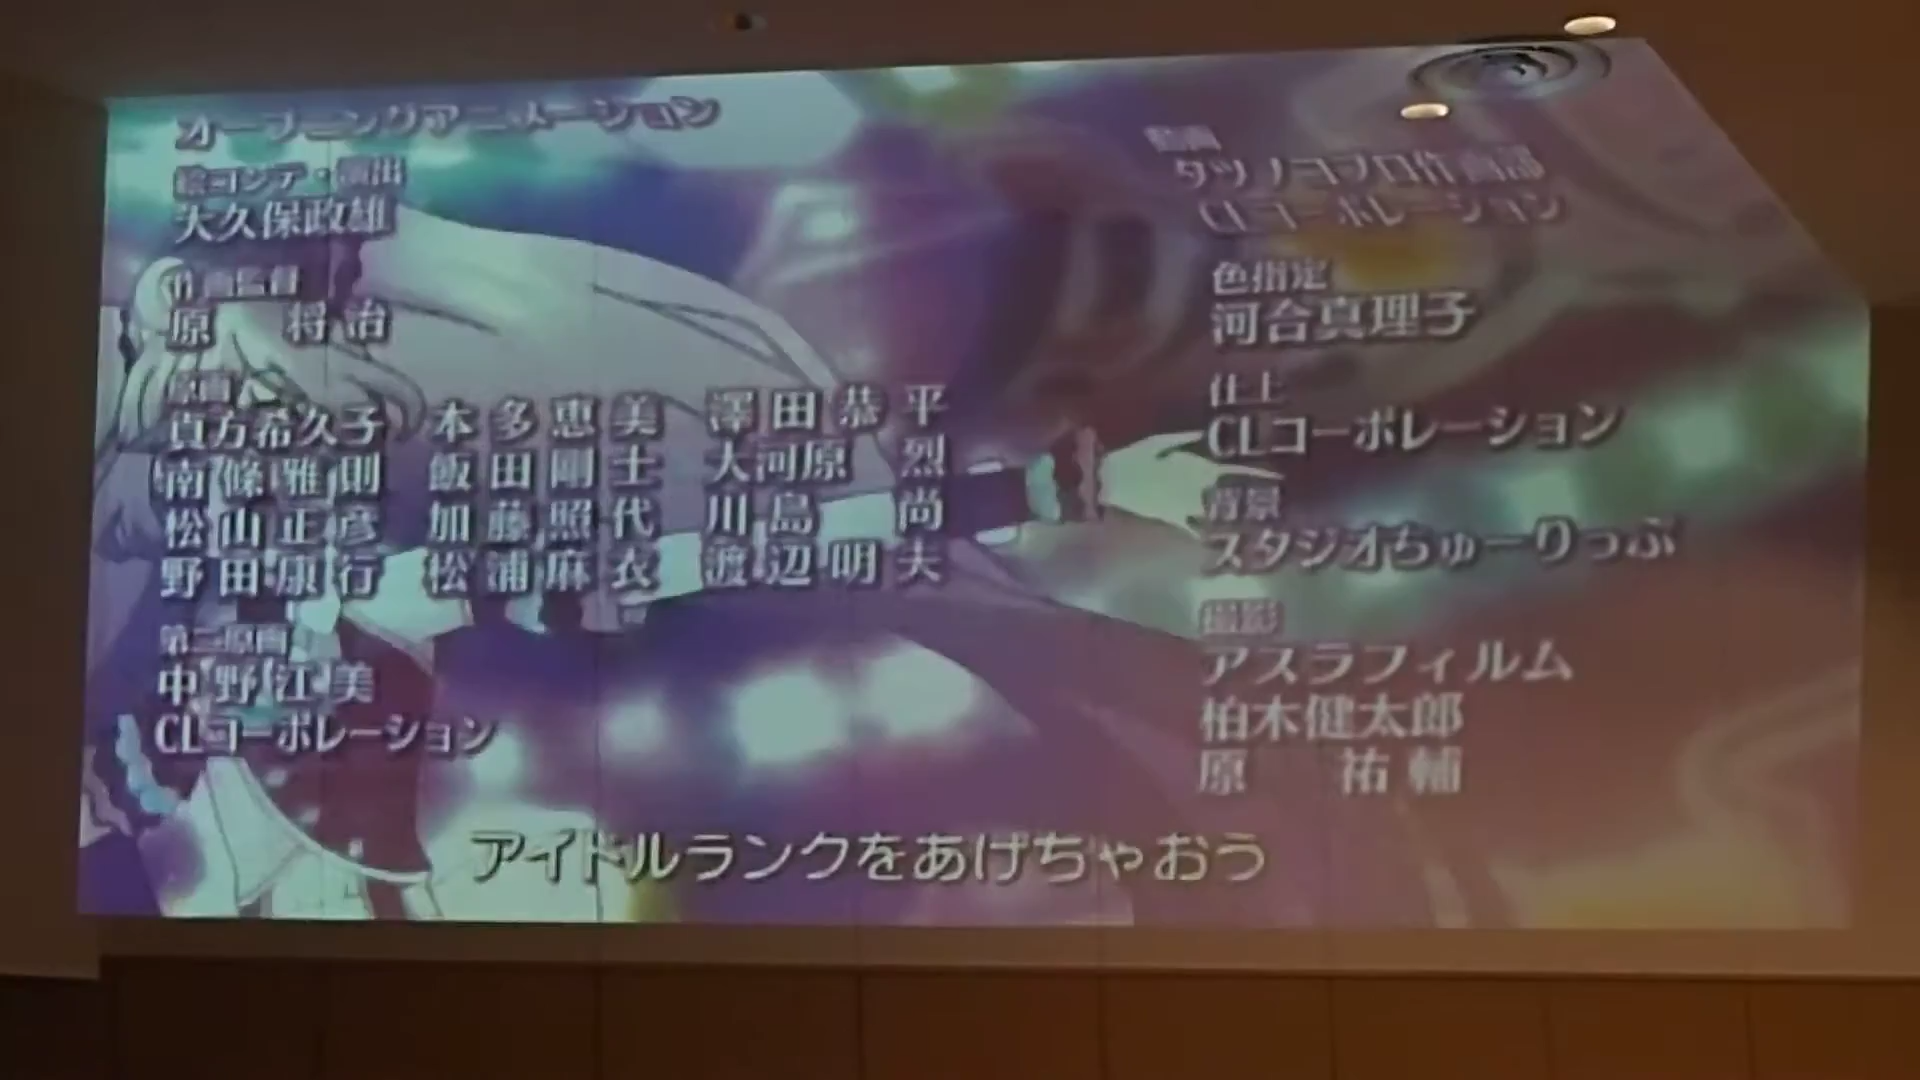 オープニングアニメーション
絵コンテ・演出
大久保政雄
作画監督
原 将治
原画
貞方希久子 本多恵美 澤田恭平
南條雅則 飯田剛士 大河原 烈
松山正彦 加藤照代 川島 尚
野田康行 松浦麻衣 渡辺明夫
第二原画
中野江美
CLコーポレーション
動画
タツノコプロ作画部
CLコーポレーション
色指定
河合真理子
仕上
CLコーポレーション
背景
スタジオちゅーりっぷ
撮影
アスラフィルム
柏木健太郎
原 祐輔
アイドルランクをあげちゃおう